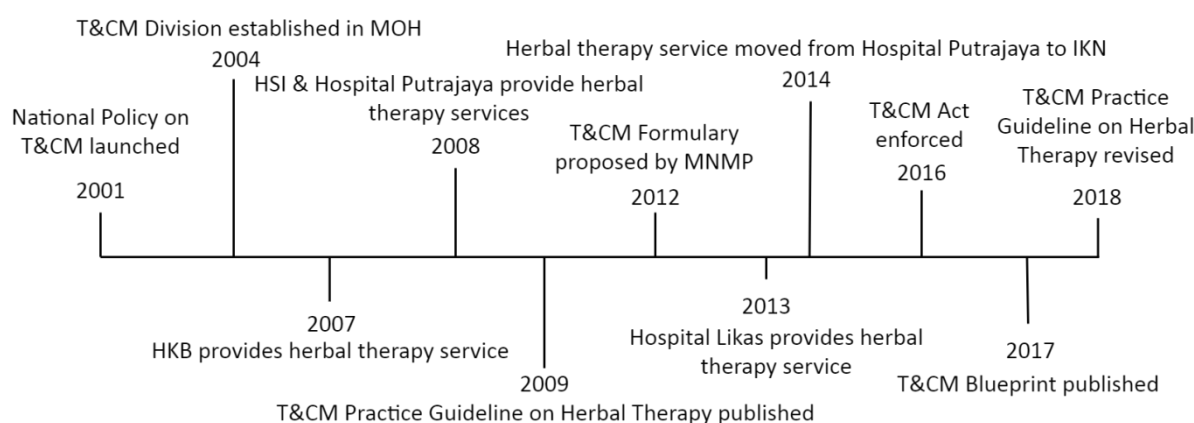 National Policy on
T&CM launched
2001
T&CM Division established in MOH
2004
2007
HKB provides herbal therapy service
HSI & Hospital Putrajaya provide herbal
therapy services
2008
2009
T&CM Practice Guideline on Herbal Therapy published
T&CM Formulary
proposed by MNMP
2012
2013
Hospital Likas provides herbal
therapy service
Herbal therapy service moved from Hospital Putrajaya to IKN
2014
T&CM Act
enforced
2016
2017
T&CM Blueprint published
T&CM Practice
Guideline on Herbal
Therapy revised
2018